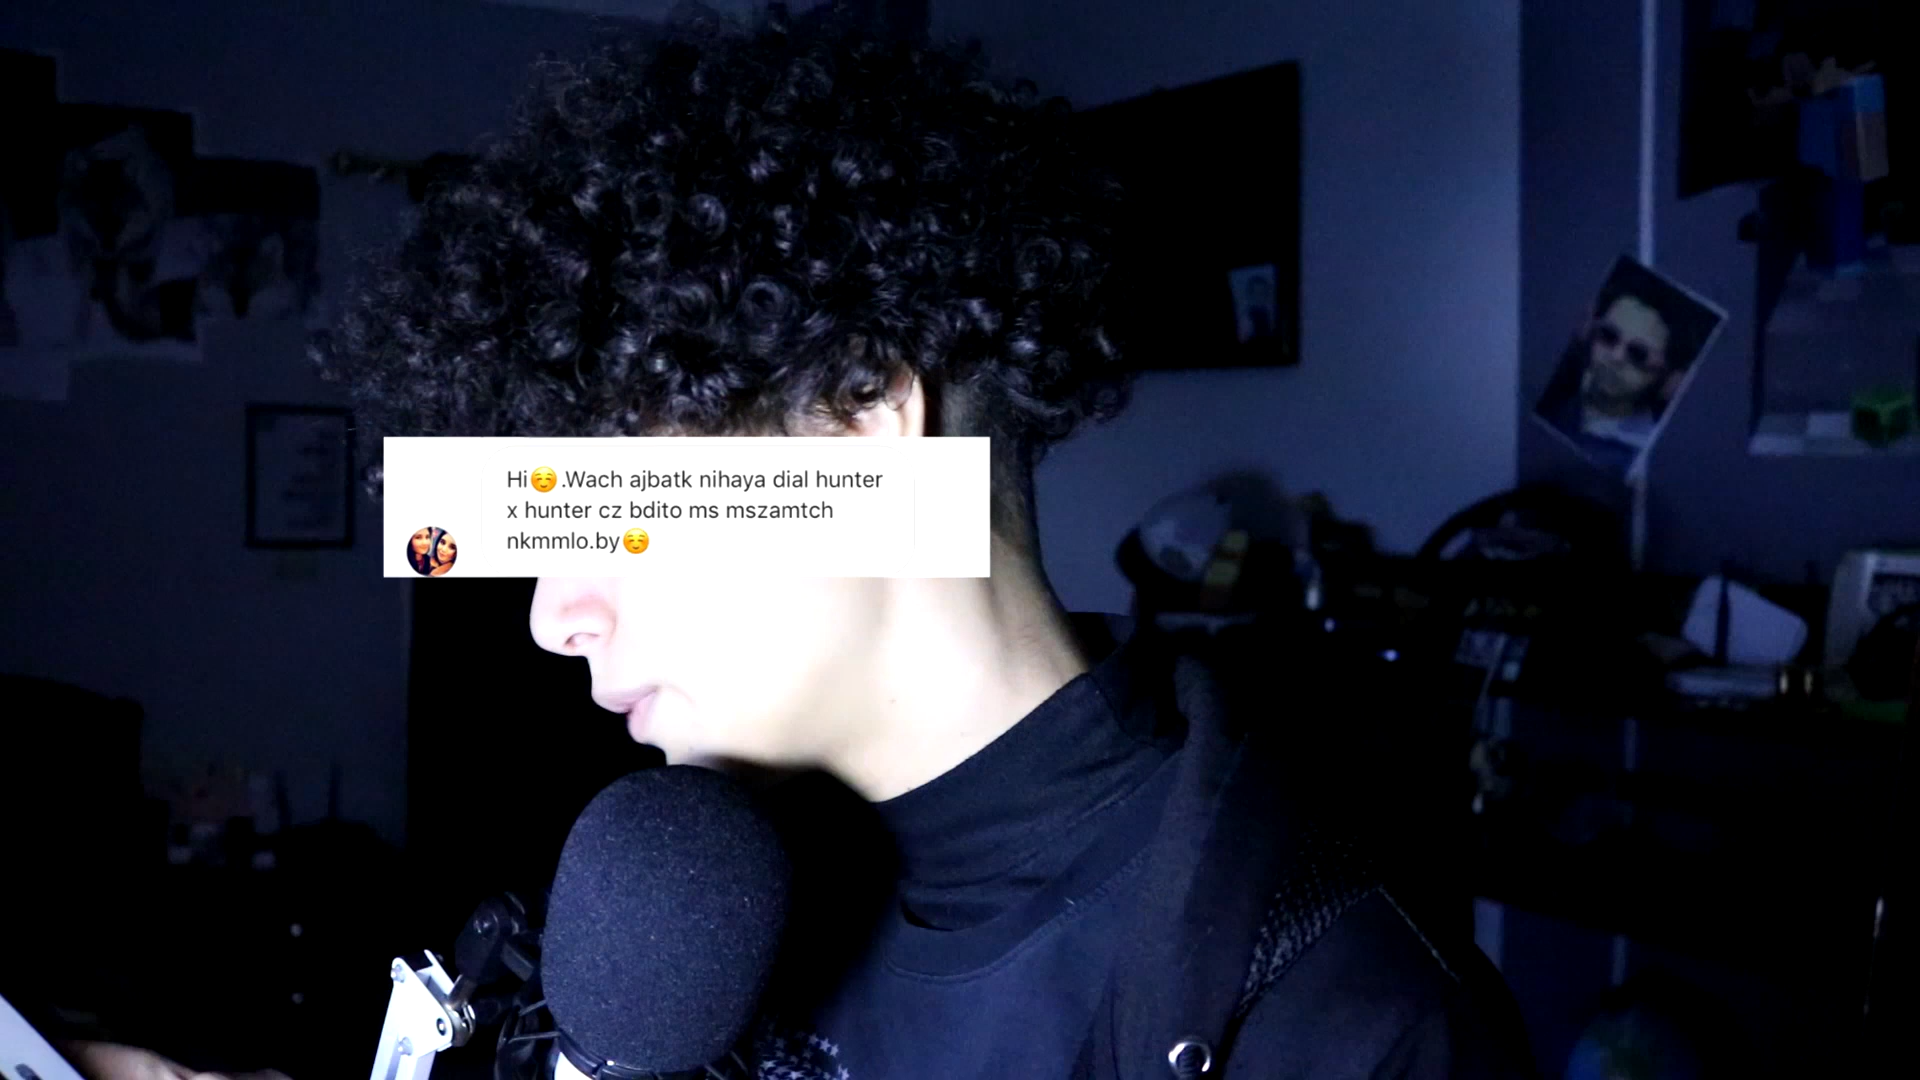 Hi☺️.Wach ajbatk nihaya dial hunter
x hunter cz bdito ms mszamtch
nkmmlo.by☺️